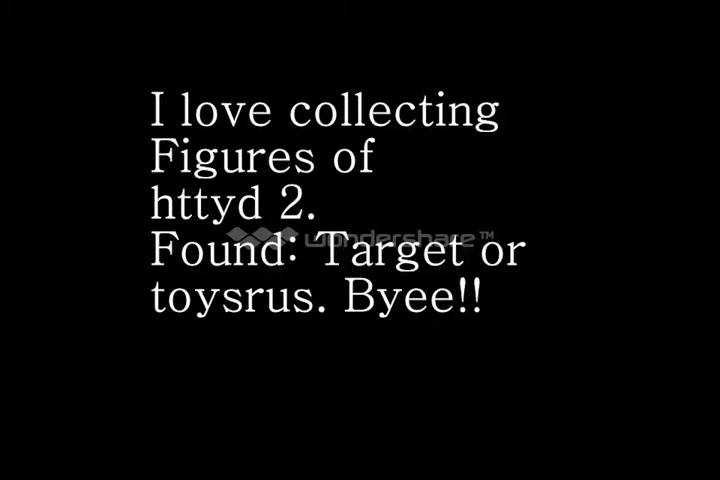 I love collecting
Figures of
httyd 2.
wondershare™
Found: Target or
toysrus. Byee!!